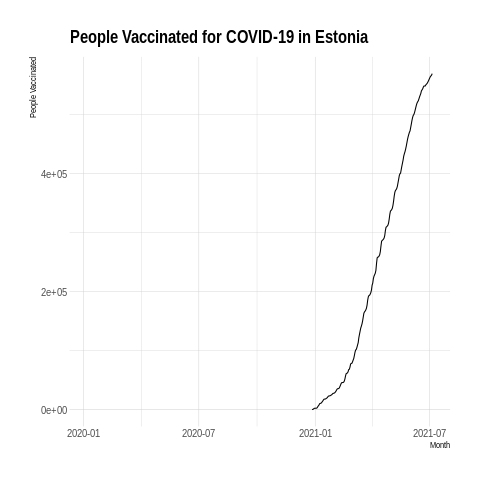 People Vaccinated for COVID-19 in Estonia
People Vaccinated
4e+05
2e+05
0e+00
2020-01 2020-07 2021-01 2021-07
Month